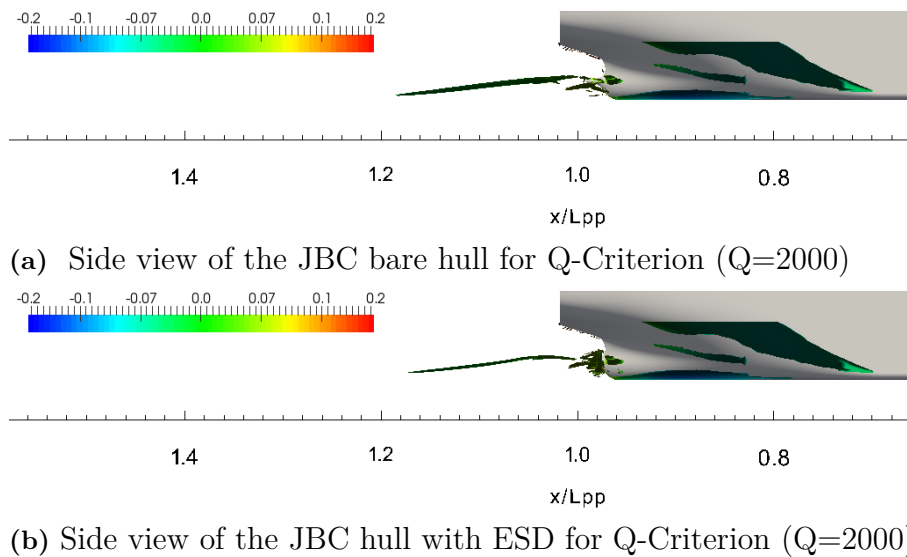 -0.2 -0.1 -0.07 0.0 0.07 0.1 0.2
1.4 1.2 1.0 0.8
x/Lpp
(a) Side view of the JBC bare hull for Q-Criterion (Q=2000)
-0.2 -0.1 -0.07 0.0 0.07 0.1 0.2
1.4 1.2 1.0 0.8
x/Lpp
(b) Side view of the JBC hull with ESD for Q-Criterion (Q=2000)